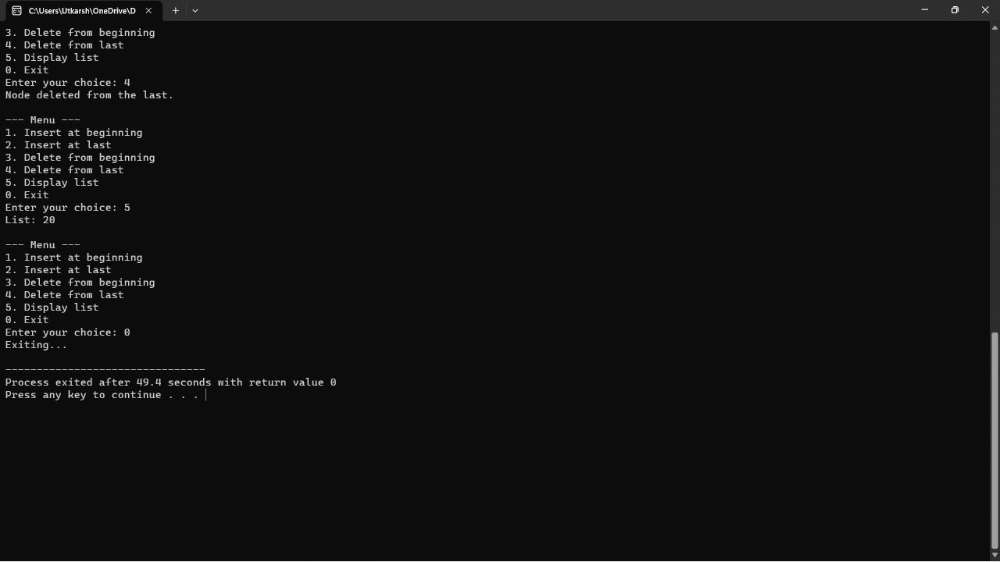 C:\Users\Utkarsh\OneDrive\D
3. Delete from beginning
4. Delete from last
5. Display list
0. Exit
Enter your choice: 4
Node deleted from the last.
--- Menu ---
1. Insert at beginning
2. Insert at last
3. Delete from beginning
4. Delete from last
5. Display list
0. Exit
Enter your choice: 5
List: 20
--- Menu ---
1. Insert at beginning
2. Insert at last
3. Delete from beginning
4. Delete from last
5. Display list
0. Exit
Enter your choice: 0
Exiting...
--------------------------------
Process exited after 49.4 seconds with return value 0
Press any key to continue . . .